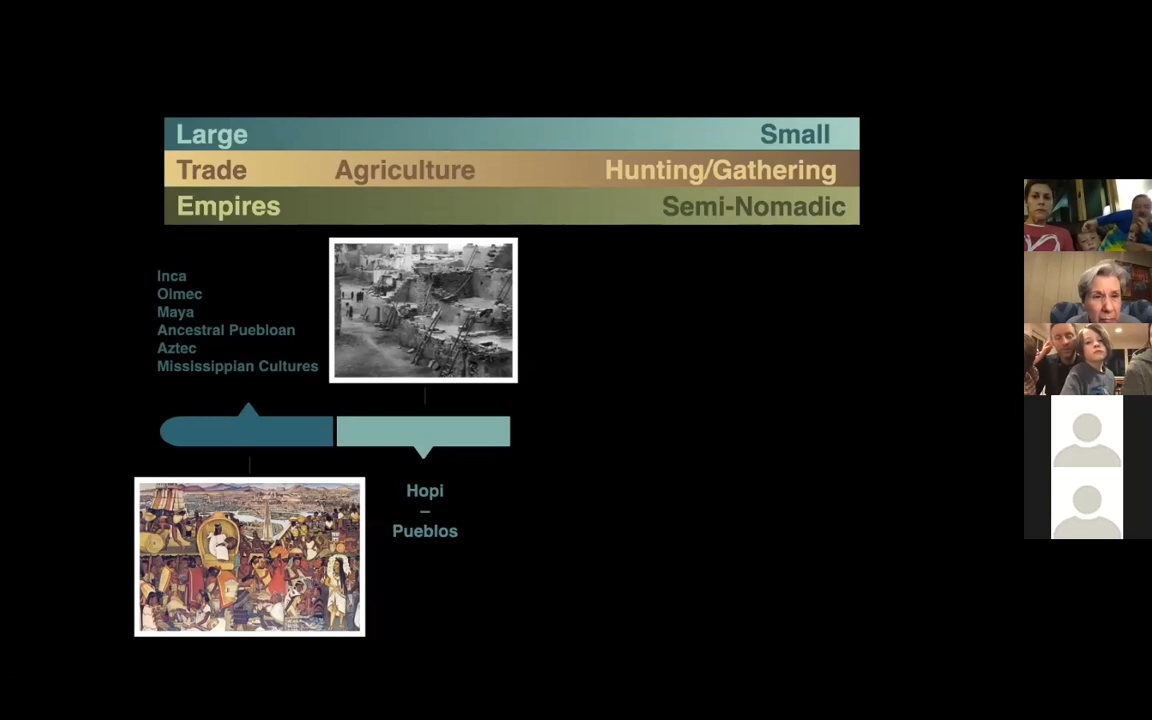 Large Small
Trade Agriculture Hunting/Gathering
Empires Semi-Nomadic
Inca
Olmec
Maya
Ancestral Puebloan
Aztec
Mississippian Cultures
Hopi
–
Pueblos